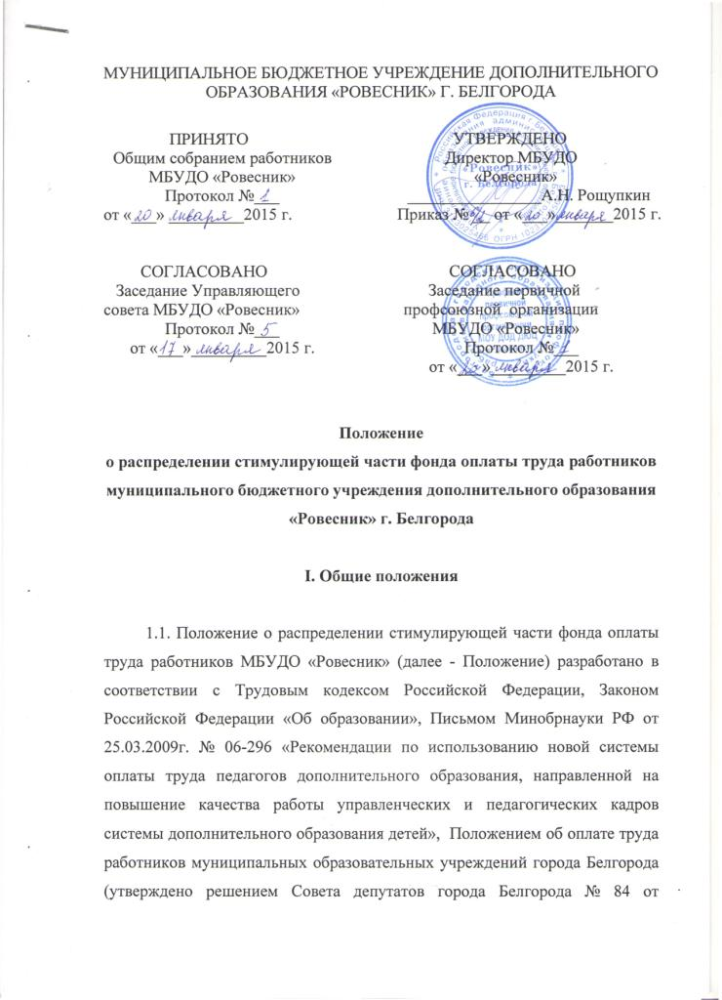 МУНИЦИПАЛЬНОЕ БЮДЖЕТНОЕ УЧРЕЖДЕНИЕ ДОПОЛНИТЕЛЬНОГО
ОБРАЗОВАНИЯ «РОВЕСНИК» Г. БЕЛГОРОДА
ПРИНЯТО
Общим собранием работников
МБУДО «Ровесник»
Протокол № 1
от «20» января 2015 г.
УТВЕРЖДЕНО
Директор МБУДО
«Ровесник»
А.Н. Рощупкин
Приказ № от « » января 2015 г.
СОГЛАСОВАНО
Заседание Управляющего
совета МБУДО «Ровесник»
Протокол № 5
от «17» января 2015 г.
СОГЛАСОВАНО
Заседание первичной
профсоюзной организации
МБУДО «Ровесник»
Протокол № 1
от « » января 2015 г.
Положение
о распределении стимулирующей части фонда оплаты труда работников
муниципального бюджетного учреждения дополнительного образования
«Ровесник» г. Белгорода
I. Общие положения
1.1. Положение о распределении стимулирующей части фонда оплаты
труда работников МБУДО «Ровесник» (далее - Положение) разработано в
соответствии с Трудовым кодексом Российской Федерации, Законом
Российской Федерации «Об образовании», Письмом Минобрнауки РФ от
25.03.2009г. № 06-296 «Рекомендации по использованию новой системы
оплаты труда педагогов дополнительного образования, направленной на
повышение качества работы управленческих и педагогических кадров
системы дополнительного образования детей», Положением об оплате труда
работников муниципальных образовательных учреждений города Белгорода
(утверждено решением Совета депутатов города Белгорода № 84 от